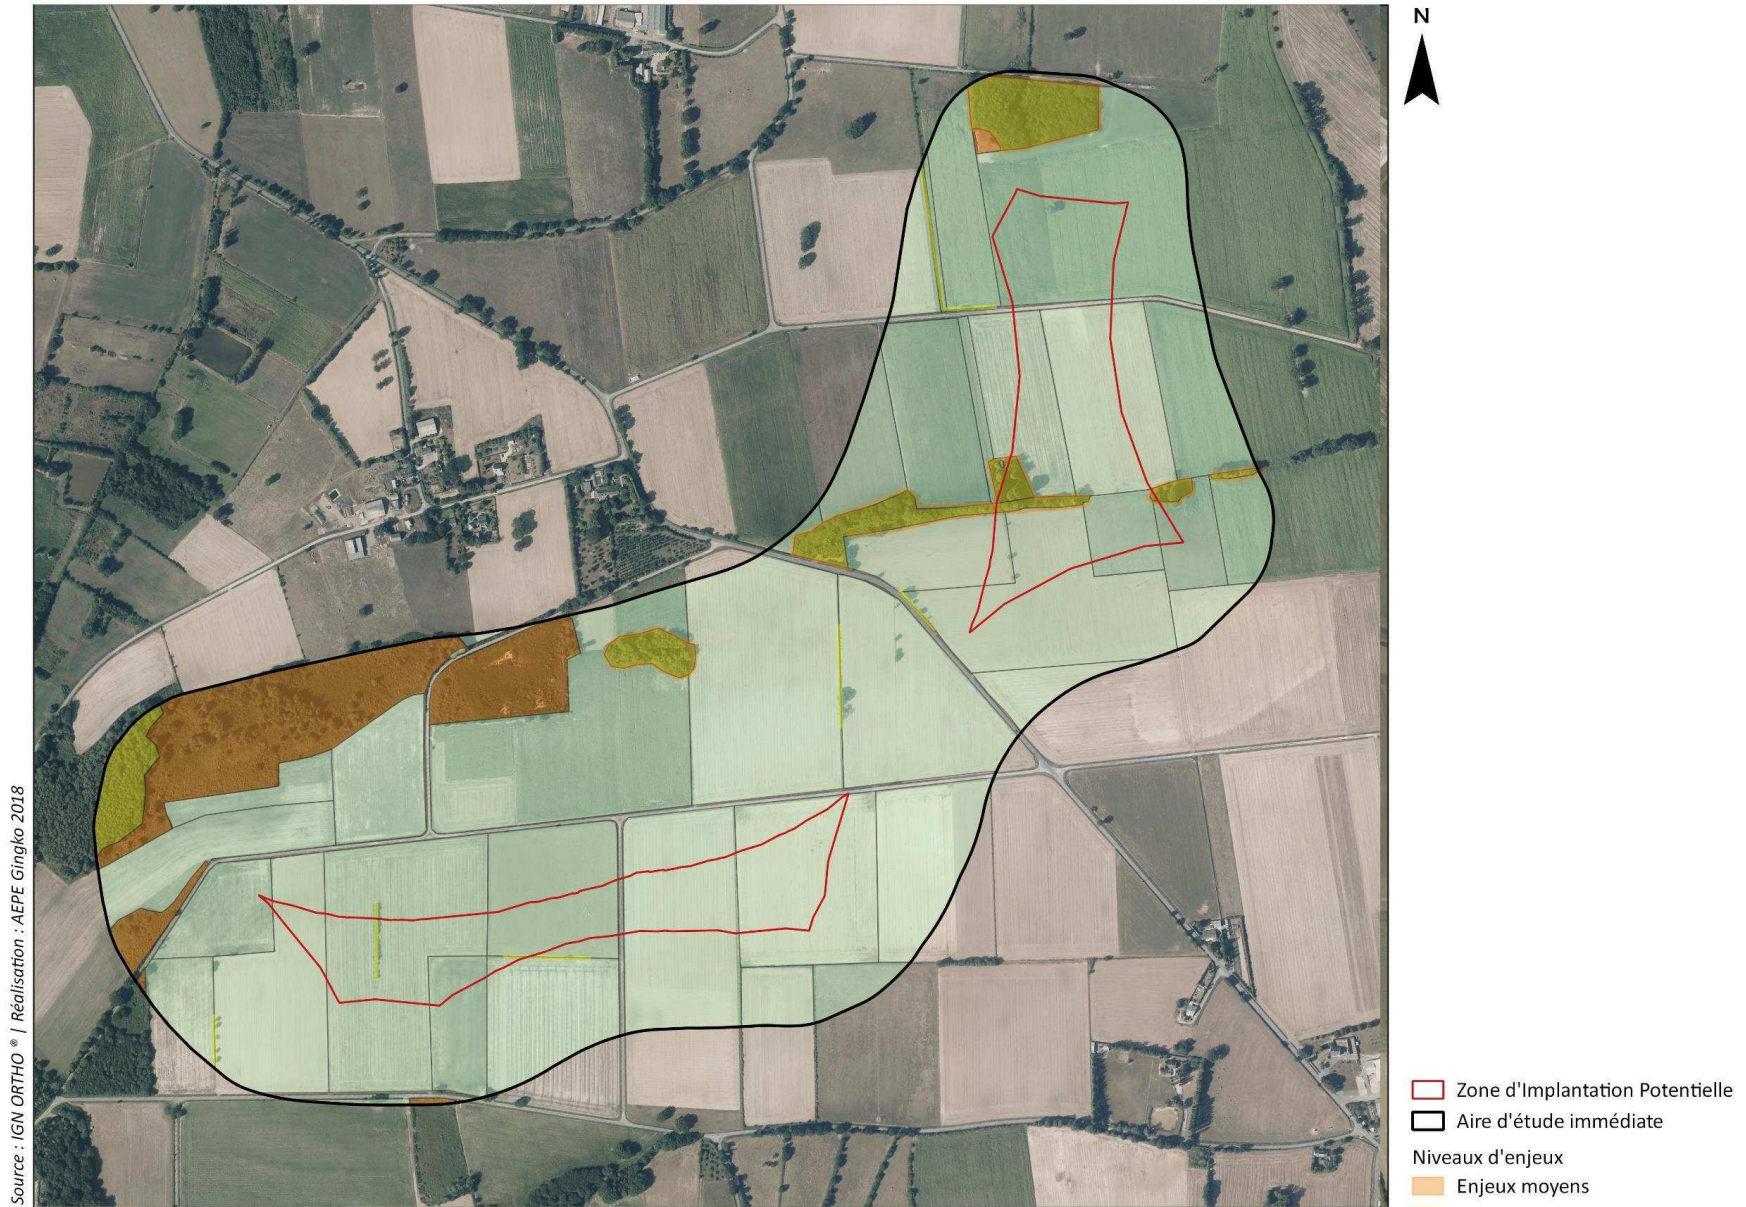 N
Source : IGN ORTHO ® | Réalisation : AEPE Gingko 2018
Zone d'Implantation Potentielle
Aire d'étude immédiate
Niveaux d'enjeux
Enjeux moyens